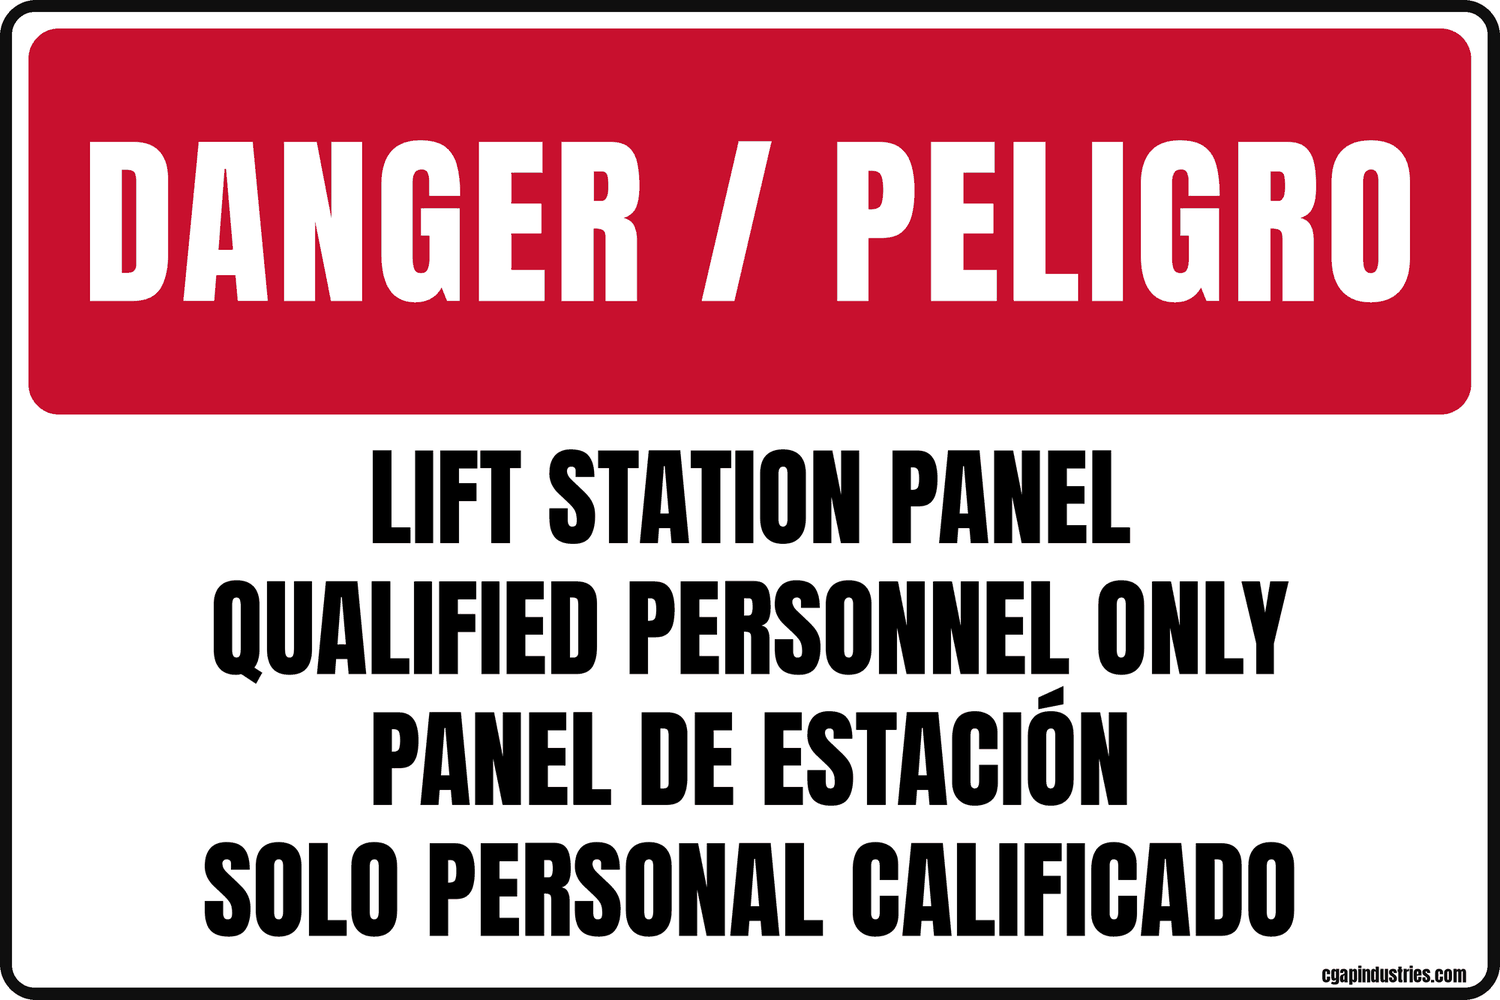 DANGER / PELIGRO
LIFT STATION PANEL
QUALIFIED PERSONNEL ONLY
PANEL DE ESTACIÓN
SOLO PERSONAL CALIFICADO
cgapindustries.com